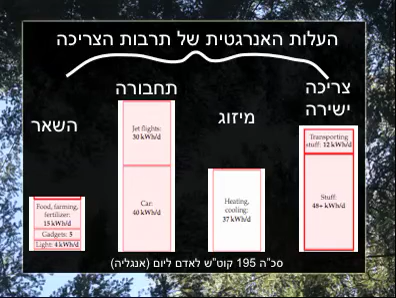 העלות האנרגטית של תרבות הצריכה
צריכה
ישירה
מיזוג
תחבורה
השאר
Transporting
stuff: 12 kWh/d
Stuff:
48+ kWh/d
Heating,
cooling:
37 kWh/d
Jet flights:
30 kWh/d
Car:
40 kWh/d
Food, farming,
fertilizer:
15 kWh/d
Gadgets: 5
Light: 4 kWh/d
סכ"ה 195 קוט"ש לאדם ליום (אנגליה)